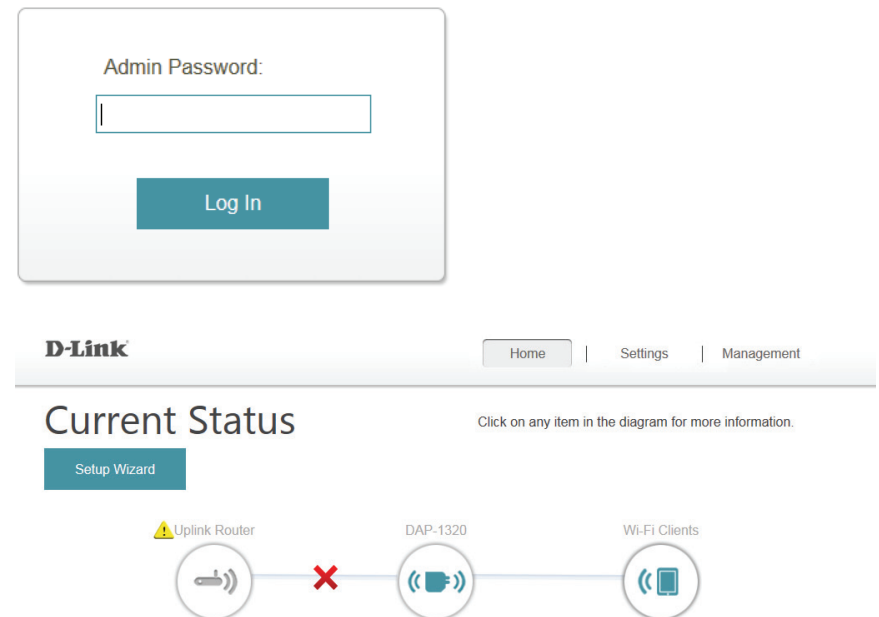 Admin Password:
Log In
D-Link
Home | Settings | Management
Current Status
Click on any item in the diagram for more information.
Setup Wizard
Uplink Router
DAP-1320
Wi-Fi Clients